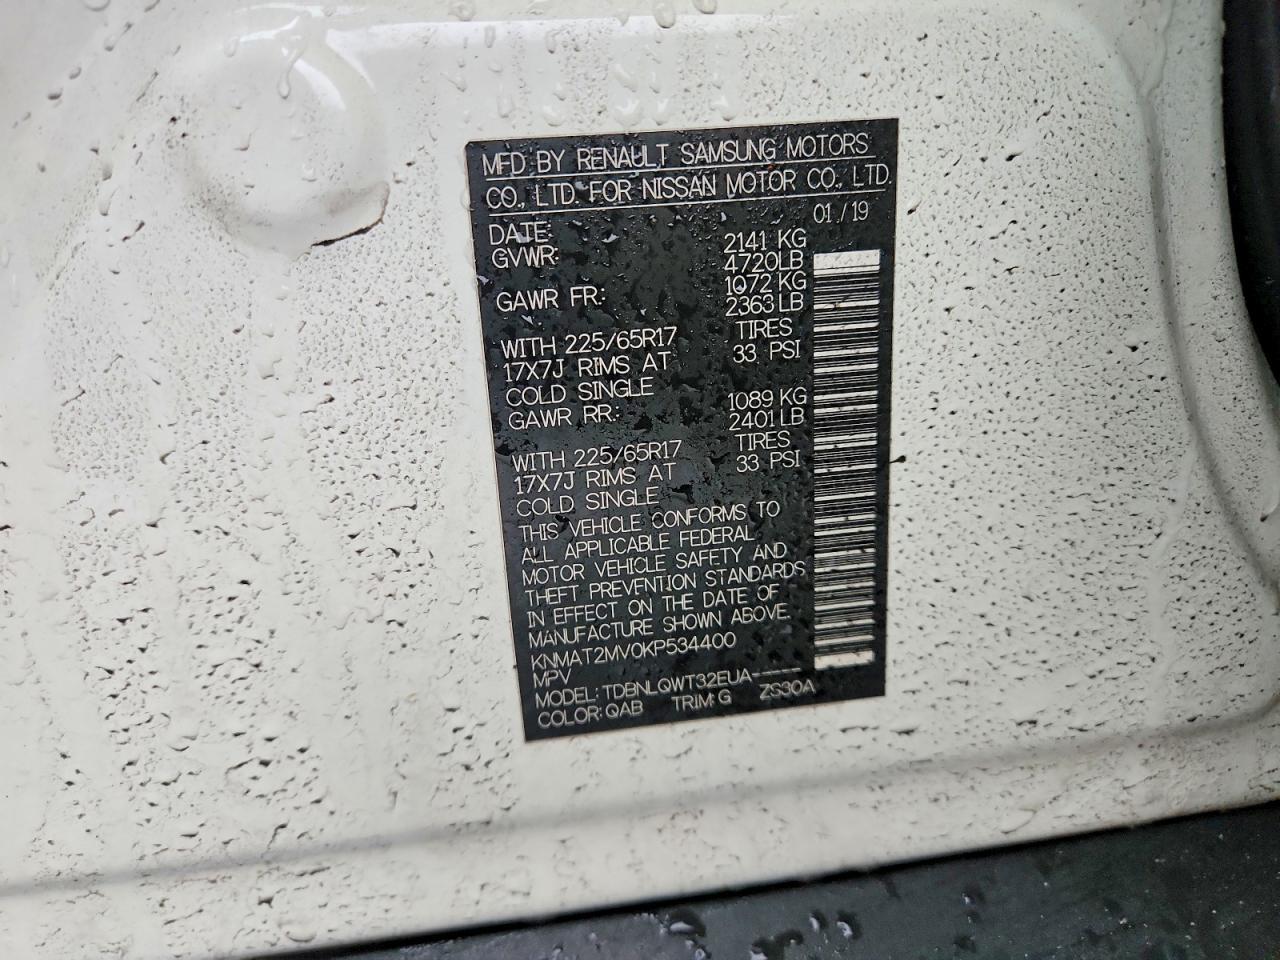 MFD BY RENAULT SAMSUNG MOTORS
CO., LTD. FOR NISSAN MOTOR CO., LTD.
DATE: 01 / 19
GVWR: 2141 KG
4720LB
GAWR FR: 1072 KG
2363 LB
WITH 225/65R17 TIRES
17X7J RIMS AT 33 PSI
COLD SINGLE
GAWR RR: 1089 KG
2401 LB
WITH 225/65R17 TIRES
17X7J RIMS AT 33 PSI
COLD SINGLE
THIS VEHICLE CONFORMS TO
ALL APPLICABLE FEDERAL
MOTOR VEHICLE SAFETY AND
THEFT PREVENTION STANDARDS
IN EFFECT ON THE DATE OF
MANUFACTURE SHOWN ABOVE.
KNMAT2MV0KP534400
MPV
MODEL: TDBNLQWT32EUA-----
COLOR: QAB TRIM: G ZS30A